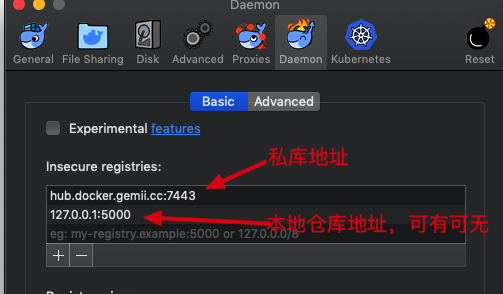 Daemon
General
File Sharing
Disk
Advanced
Proxies
Daemon
Kubernetes
Reset
Basic
Advanced
Experimental features
私库地址
Insecure registries:
hub.docker.gemii.cc:7443
127.0.0.1:5000
本地仓库地址，可有可无
eg: my-registry.example:5000 or 127.0.0.0/8